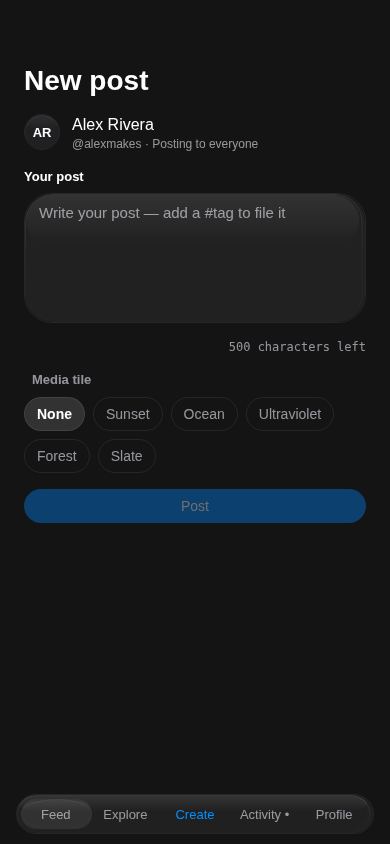 New post
AR
Alex Rivera
@alexmakes · Posting to everyone
Your post
Write your post — add a #tag to file it
500 characters left
Media tile
None Sunset Ocean Ultraviolet
Forest Slate
Post
Feed Explore Create Activity • Profile